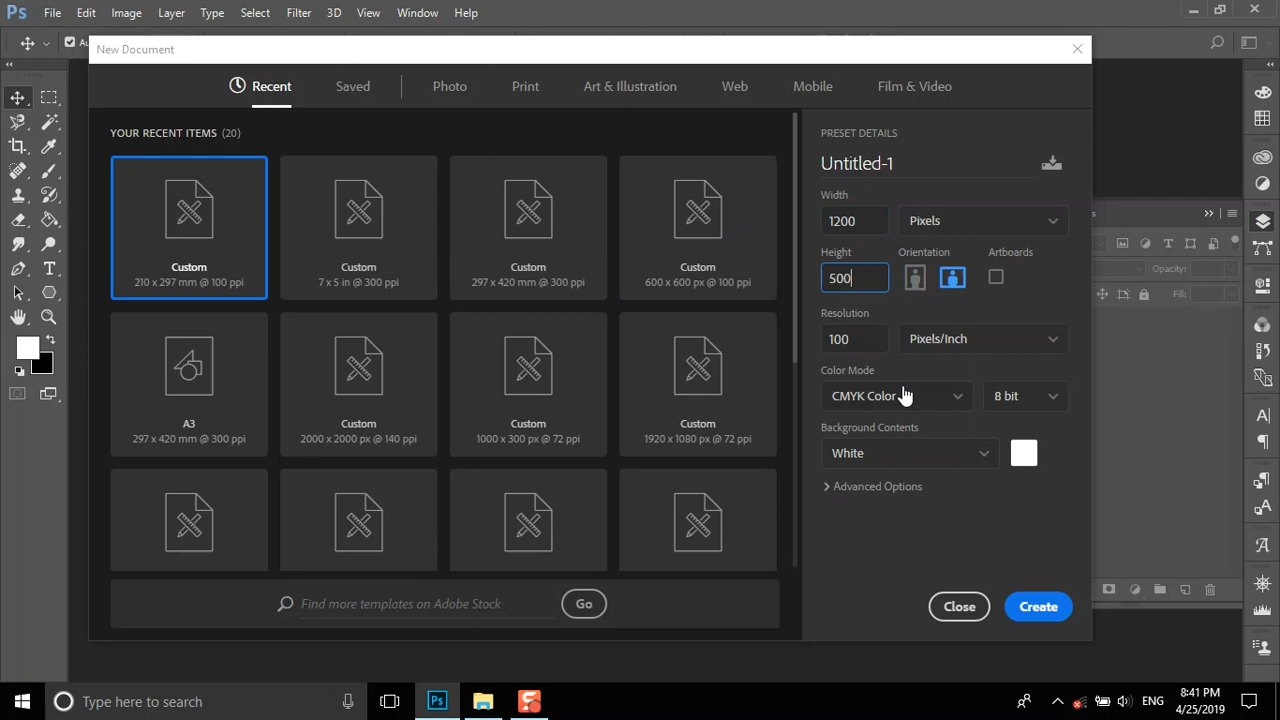 Ps File Edit Image Layer Type Select Filter 3D View Window Help
New Document
Recent Saved Photo Print Art & Illustration Web Mobile Film & Video
YOUR RECENT ITEMS (20)
Custom
210 x 297 mm @ 100 ppi
Custom
7 x 5 in @ 300 ppi
Custom
297 x 420 mm @ 300 ppi
Custom
600 x 600 px @ 100 ppi
A3
297 x 420 mm @ 300 ppi
Custom
2000 x 2000 px @ 140 ppi
Custom
1000 x 300 px @ 72 ppi
Custom
1920 x 1080 px @ 72 ppi
Find more templates on Adobe Stock Go
PRESET DETAILS
Untitled-1
Width
1200 Pixels
Height Orientation Artboards
500
Resolution
100 Pixels/Inch
Color Mode
CMYK Color 8 bit
Background Contents
White
Advanced Options
Close Create
Opacity:
Fill:
Type here to search
Ps
ENG
8:41 PM
4/25/2019